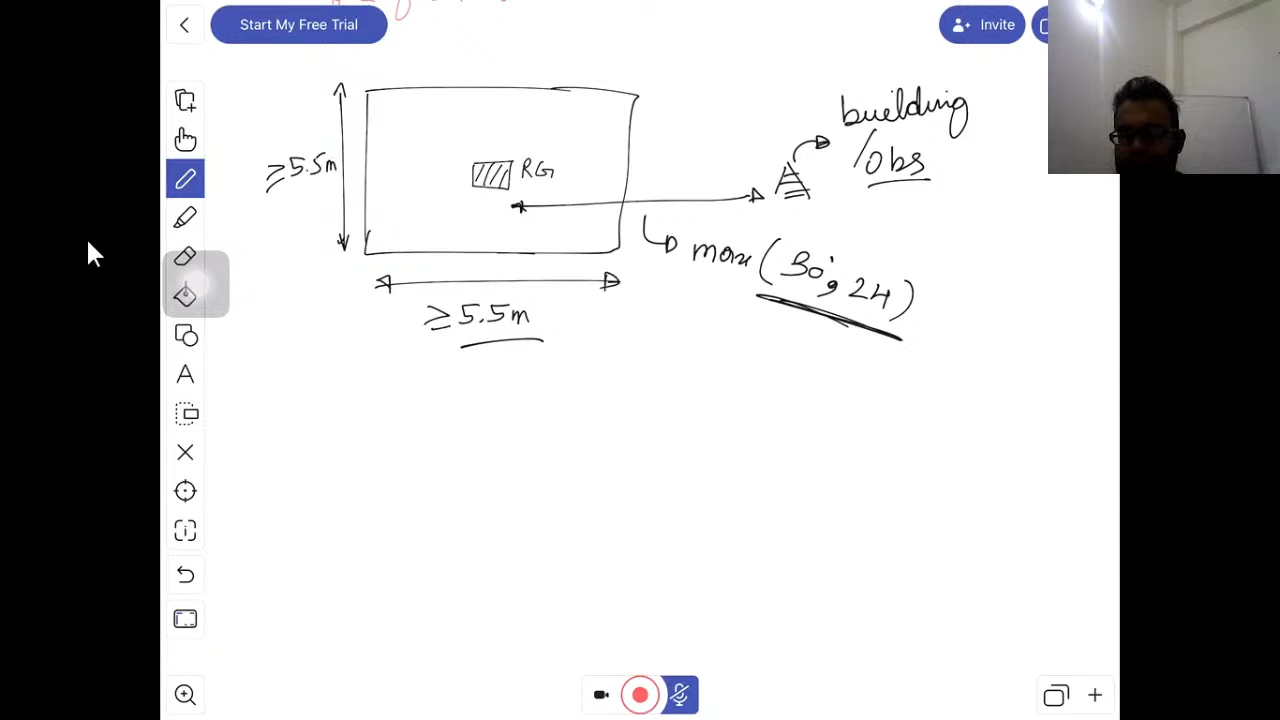 Start My Free Trial
Invite
building
/obs
≥5.5m
RG
max (30, 24)
≥ 5.5m
A